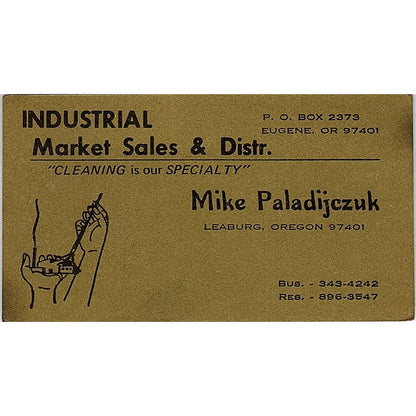 INDUSTRIAL
Market Sales & Distr.
P. O. BOX 2373
EUGENE, OR 97401
"CLEANING is our SPECIALTY"
Mike Paladijczuk
LEABURG, OREGON 97401
BUS. - 343-4242
RES. - 896-3547